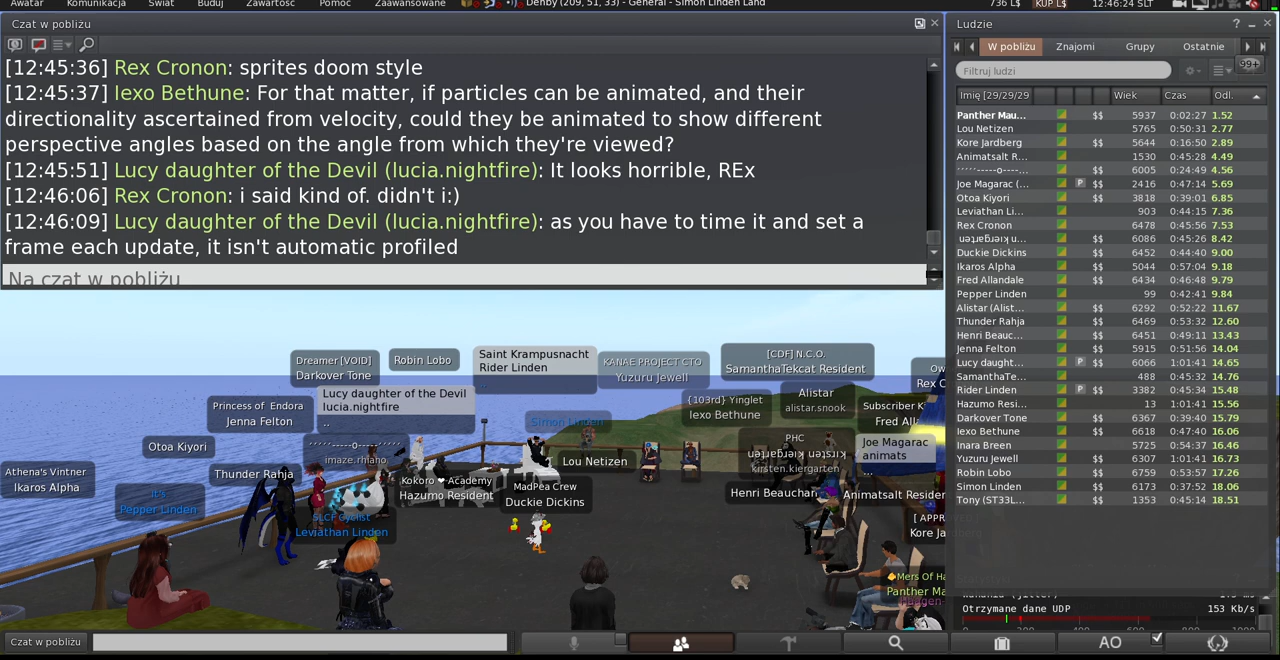 Awatar Komunikacja Świat Buduj Zawartość Pomoc Zaawansowane Denby (209, 51, 33) - General - Simon Linden Land 736 L$ KUP L$ 12:46:24 SLT
Czat w pobliżu
[12:45:36] Rex Cronon: sprites doom style
[12:45:37] Iexo Bethune: For that matter, if particles can be animated, and their
directionality ascertained from velocity, could they be animated to show different
perspective angles based on the angle from which they're viewed?
[12:45:51] Lucy daughter of the Devil (lucia.nightfire): It looks horrible, REx
[12:46:06] Rex Cronon: i said kind of. didn't i:)
[12:46:09] Lucy daughter of the Devil (lucia.nightfire): as you have to time it and set a
frame each update, it isn't automatic profiled
Na czat w pobliżu
Ludzie
W pobliżu Znajomi Grupy Ostatnie
99+
Filtruj ludzi
Imię [29/29/29 Wiek Czas Odl.
Panther Mau... $$ 5937 0:02:27 1.52
Lou Netizen 5765 0:50:31 2.77
Kore Jardberg $$ 5644 0:16:50 2.89
Animatsalt R... 1530 0:45:28 4.49
$$ 6005 0:24:49 4.56
Joe Magarac (... P $$ 2416 0:47:14 5.69
Otoa Kiyori $$ 3818 0:39:01 6.85
Leviathan Li... 903 0:44:15 7.36
Rex Cronon 6478 0:45:56 7.53
$$ 6086 0:45:26 8.42
Duckie Dickins $$ 6452 0:44:40 9.00
Ikaros Alpha $$ 5044 0:57:04 9.18
Fred Allandale $$ 6434 0:46:48 9.79
Pepper Linden 99 0:42:41 9.84
Alistar (Alist... $$ 6292 0:52:22 11.67
Thunder Rahja $$ 6469 0:53:32 12.60
Henri Beauc... $$ 6451 0:49:11 13.43
Jenna Felton $$ 5915 0:51:56 14.04
Lucy daught... P $$ 6066 1:01:41 14.65
SamanthaTe... 488 0:45:32 14.76
Rider Linden P $$ 3382 0:45:34 15.48
Hazumo Resi... 13 1:01:41 15.56
Darkover Tone $$ 6367 0:39:40 15.79
Iexo Bethune $$ 6618 0:47:40 16.06
Inara Breen 5725 0:54:37 16.46
Yuzuru Jewell $$ 6307 1:01:41 16.73
Robin Lobo $$ 6759 0:53:57 17.26
Simon Linden $$ 6173 0:37:52 18.06
Tony (ST33L... $$ 1353 0:45:14 18.51
Dreamer [VOID]
Darkover Tone
Robin Lobo
Saint Krampusnacht
Rider Linden
KANAE PROJECT CTO
Yuzuru Jewell
[CDF] N.C.O.
SamanthaTekcat Resident
Rex C
Princess of Endora
Jenna Felton
Lucy daughter of the Devil
lucia.nightfire
..
Simon Linden
{103rd} Yinglet
Iexo Bethune
Alistar
alistar.snook
Subscriber K
Fred All
Otoa Kiyori
imaze.rhiano
Lou Netizen
PHC
kirsten.kiergarten
Joe Magarac
animats
...
Athena's Vintner
Ikaros Alpha
Thunder Rahja
Kokoro ❤ Academy
Hazumo Resident
MadPea Crew
Duckie Dickins
Henri Beauchan
Animatsalt Resider
It's
Pepper Linden
SLCF Cyclist
Leviathan Linden
[ APPR
Kore Ja
Mers Of Ha
Panther Ma
Otrzymane dane UDP 153 Kb/s
Czat w pobliżu
AO